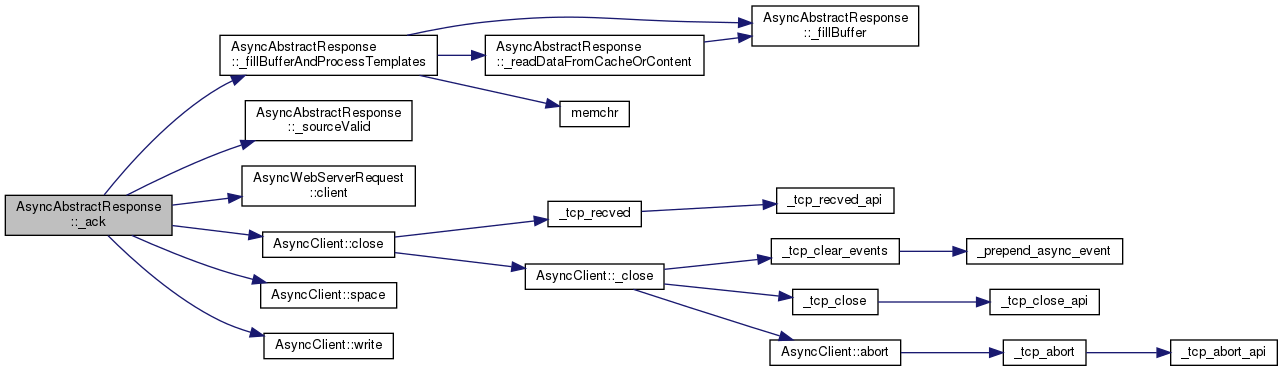 AsyncAbstractResponse
::_ack
AsyncAbstractResponse
::_fillBufferAndProcessTemplates
AsyncAbstractResponse
::_sourceValid
AsyncWebServerRequest
::client
AsyncClient::close
AsyncClient::space
AsyncClient::write
AsyncAbstractResponse
::_readDataFromCacheOrContent
memchr
AsyncAbstractResponse
::_fillBuffer
_tcp_recved
AsyncClient::_close
_tcp_recved_api
_tcp_clear_events
_tcp_close
AsyncClient::abort
_prepend_async_event
_tcp_close_api
_tcp_abort
_tcp_abort_api